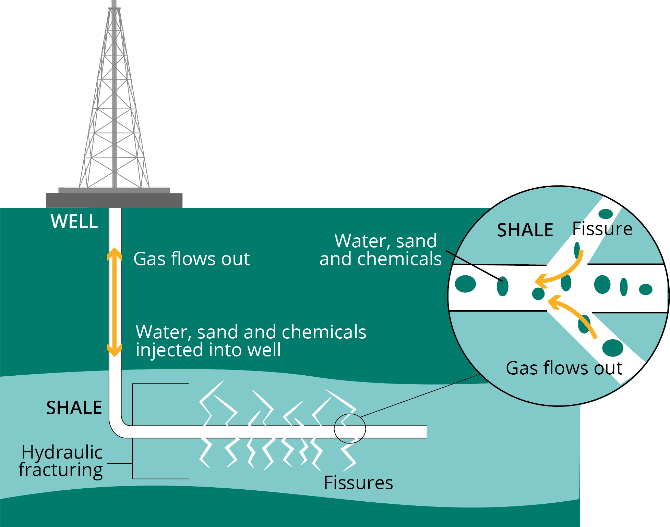 WELL
Gas flows out
Water, sand and chemicals
injected into well
SHALE
Hydraulic
fracturing
Fissures
Water, sand
and chemicals
SHALE
Fissure
Gas flows out